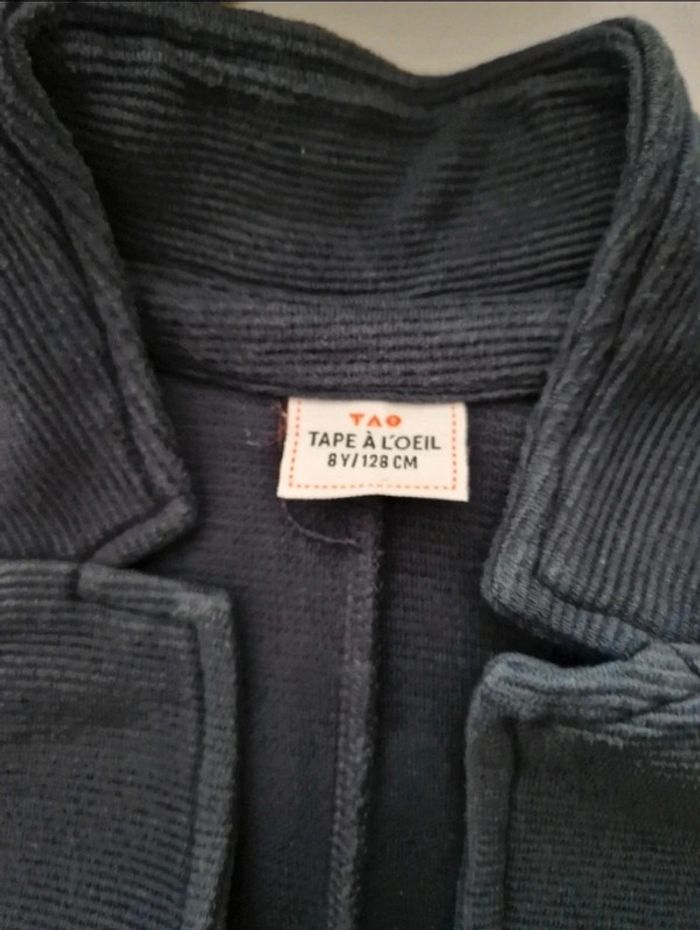 TAO
TAPE À L'OEIL
8Y/128 CM